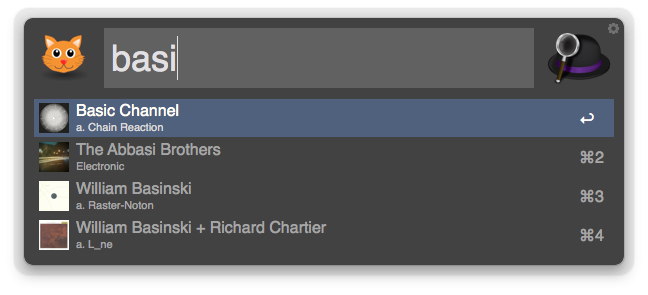 basi
Basic Channel
a. Chain Reaction
↩
The Abbasi Brothers
Electronic
⌘2
William Basinski
a. Raster-Noton
⌘3
William Basinski + Richard Chartier
a. L_ne
⌘4